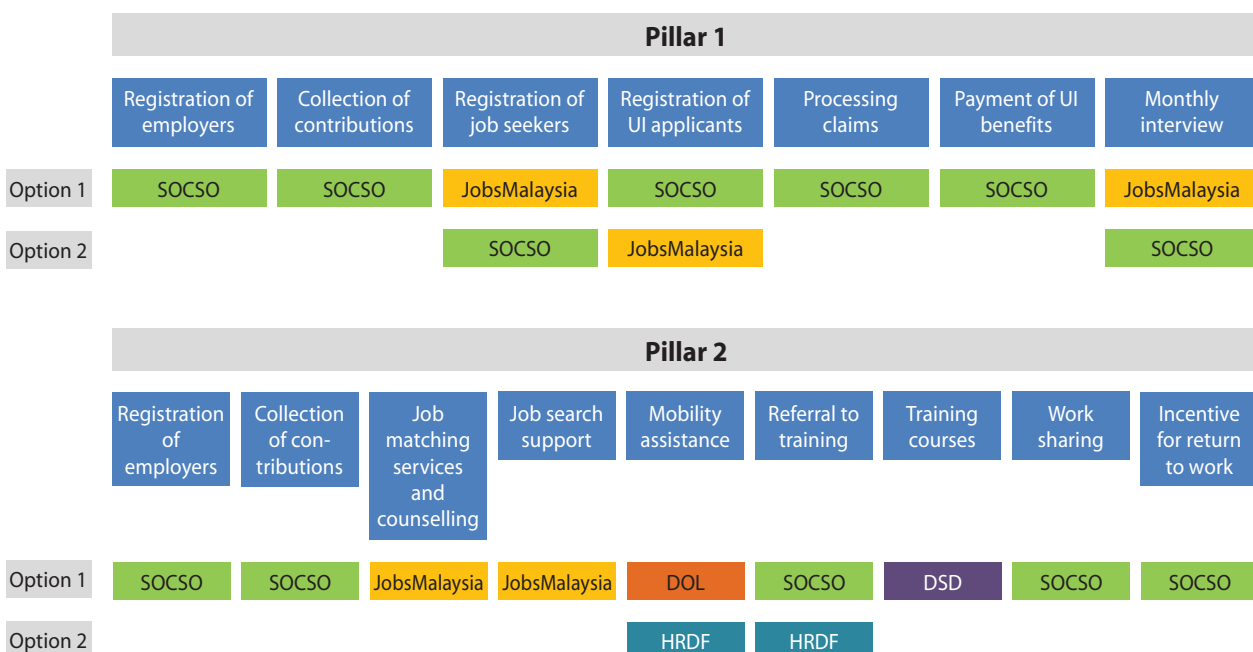 Pillar 1
Registration of
employers
Collection of
contributions
Registration of
job seekers
Registration of
UI applicants
Processing
claims
Payment of UI
benefits
Monthly
interview
Option 1
SOCSO
SOCSO
JobsMalaysia
SOCSO
SOCSO
SOCSO
JobsMalaysia
Option 2
SOCSO
JobsMalaysia
SOCSO
Pillar 2
Registration
of
employers
Collection
of con-
tributions
Job
matching
services
and
counselling
Job search
support
Mobility
assistance
Referral to
training
Training
courses
Work
sharing
Incentive
for return
to work
Option 1
SOCSO
SOCSO
JobsMalaysia
JobsMalaysia
DOL
SOCSO
DSD
SOCSO
SOCSO
Option 2
HRDF
HRDF